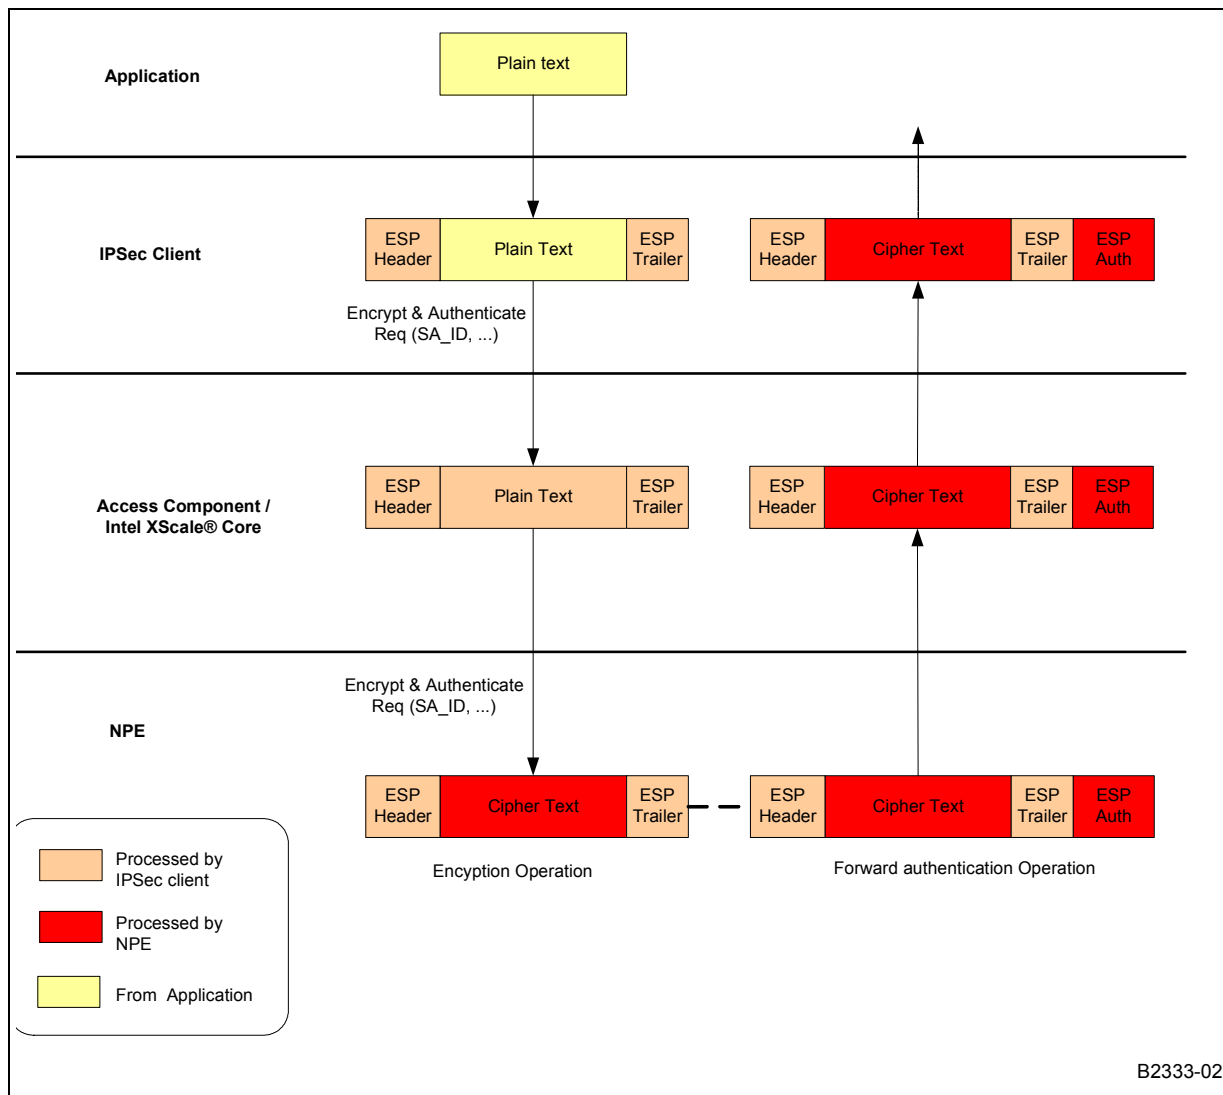 Application
Plain text
IPSec Client
ESP
Header
Plain Text
ESP
Trailer
ESP
Header
Cipher Text
ESP
Trailer
ESP
Auth
Encrypt & Authenticate
Req (SA_ID, ...)
Access Component /
Intel XScale® Core
ESP
Header
Plain Text
ESP
Trailer
ESP
Header
Cipher Text
ESP
Trailer
ESP
Auth
Encrypt & Authenticate
Req (SA_ID, ...)
NPE
ESP
Header
Cipher Text
ESP
Trailer
ESP
Header
Cipher Text
ESP
Trailer
ESP
Auth
Encyption Operation
Forward authentication Operation
Processed by
IPSec client
Processed by
NPE
From Application
B2333-02